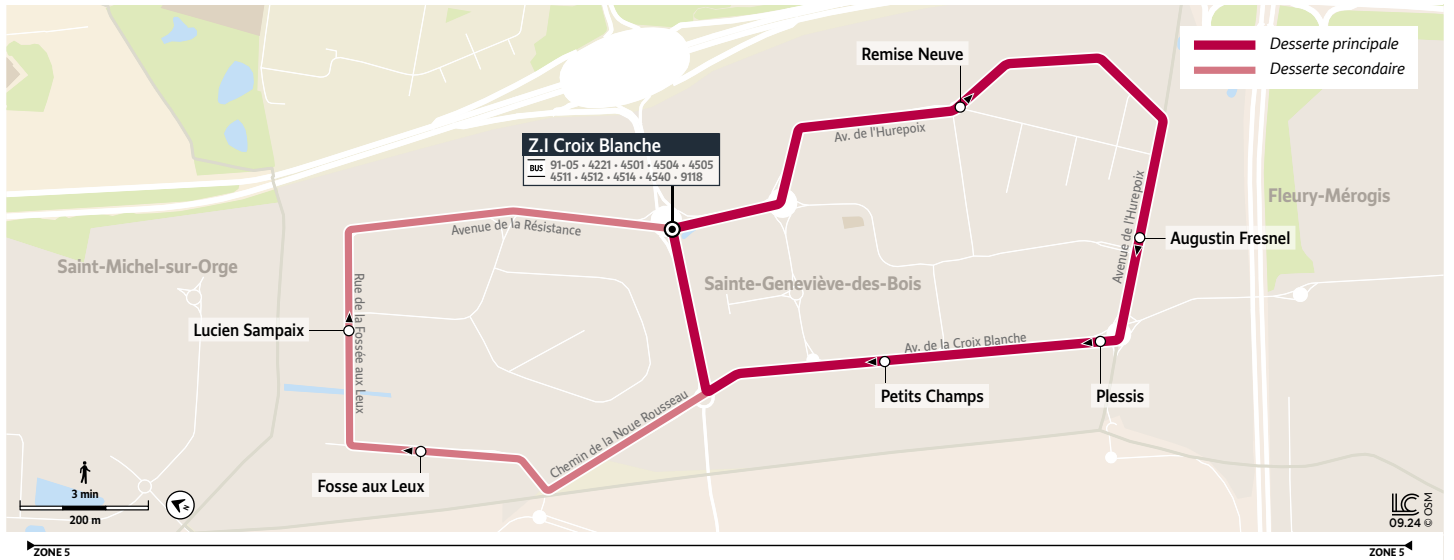 Desserte principale
Desserte secondaire
Remise Neuve
Av. de l'Hurepoix
Z.I Croix Blanche
BUS
91-05 • 4221 • 4501 • 4504 • 4505
4511 • 4512 • 4514 • 4540 • 9118
Fleury-Mérogis
Avenue de l'Hurepoix
Augustin Fresnel
Avenue de la Résistance
Saint-Michel-sur-Orge
Sainte-Geneviève-des-Bois
Rue de la Fossée aux Leux
Lucien Sampaix
Av. de la Croix Blanche
Petits Champs
Plessis
Chemin de la Noue Rousseau
Fosse aux Leux
3 min
200 m
N
LC
09.24 © OSM
ZONE 5
ZONE 5